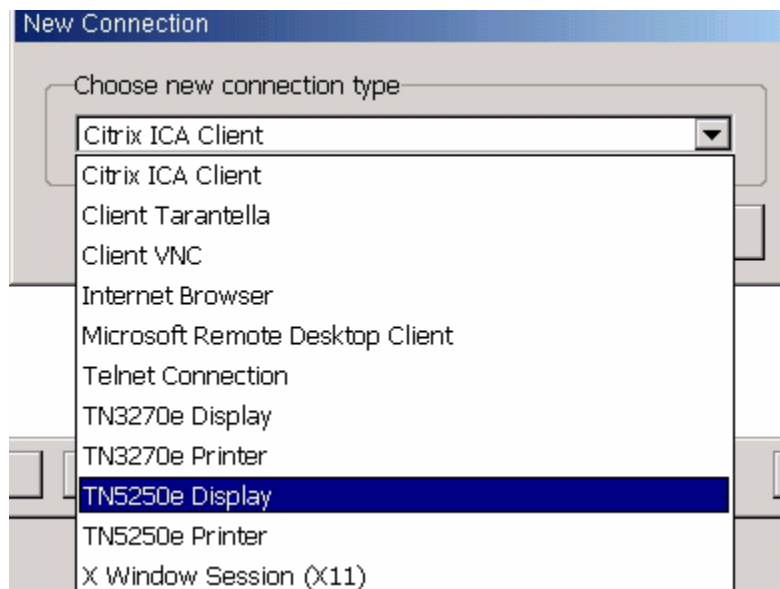 New Connection
Choose new connection type
Citrix ICA Client
Citrix ICA Client
Client Tarantella
Client VNC
Internet Browser
Microsoft Remote Desktop Client
Telnet Connection
TN3270e Display
TN3270e Printer
TN5250e Display
TN5250e Printer
X Window Session (X11)